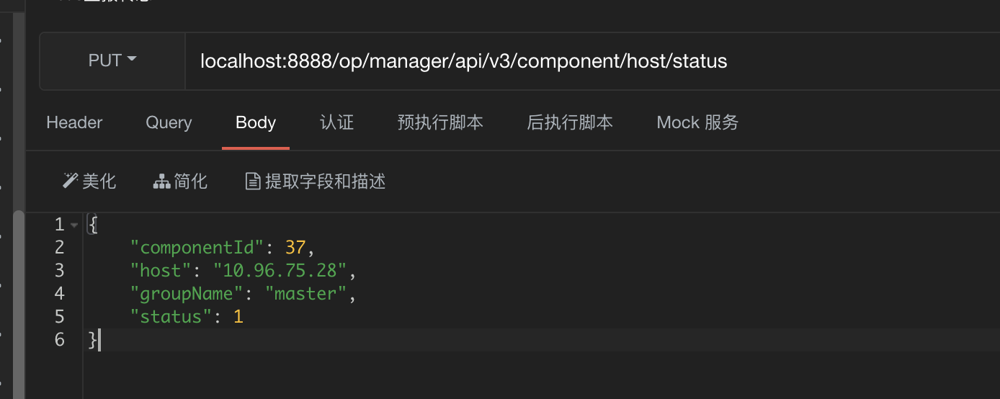 PUT
localhost:8888/op/manager/api/v3/component/host/status
Header Query Body 认证 预执行脚本 后执行脚本 Mock 服务
美化 简化 提取字段和描述
1 {
2 "componentId": 37,
3 "host": "10.96.75.28",
4 "groupName": "master",
5 "status": 1
6 }